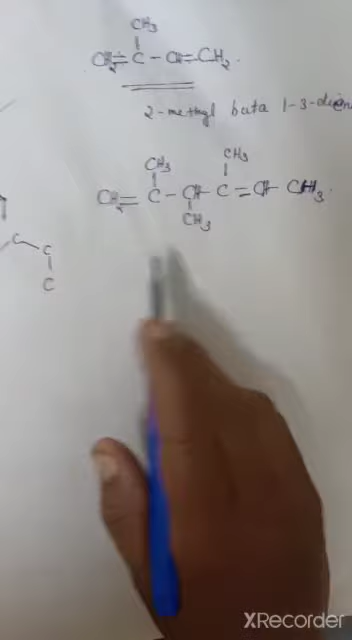 CH3
CH2=C-CH=CH2.
2-methyl buta 1-3-diene
CH3
CH3
CH2=C-CH-C=CH-CH3.
CH3
C
C
C
XRecorder